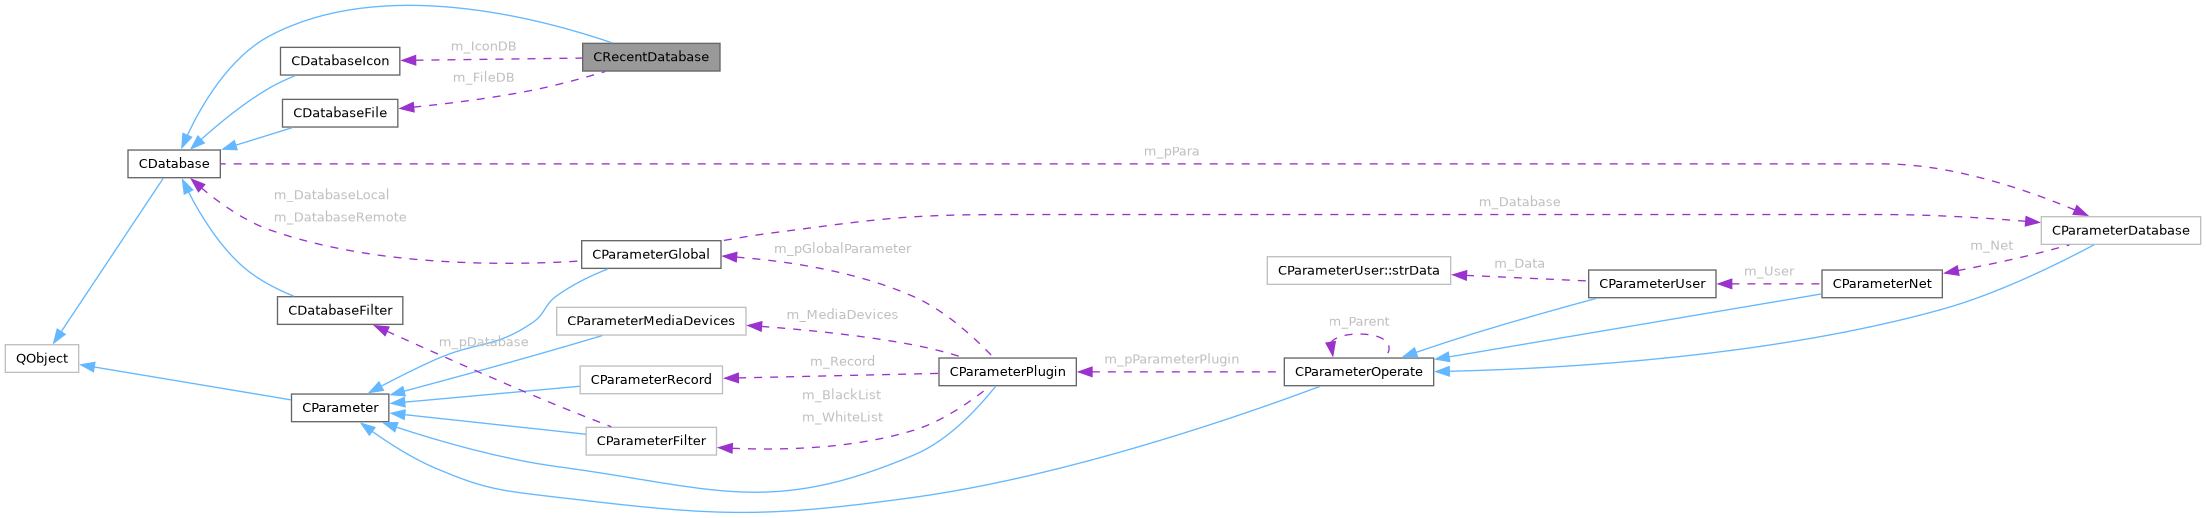 m_IconDB
CRecentDatabase
CDatabaseIcon
m_FileDB
CDatabaseFile
CDatabase
m_pPara
m_DatabaseLocal
m_DatabaseRemote
m_Database
CParameterDatabase
CParameterGlobal
m_pGlobalParameter
m_Net
CParameterUser::strData
m_Data
CParameterUser
m_User
CParameterNet
CDatabaseFilter
CParameterMediaDevices
m_MediaDevices
m_Parent
m_pDatabase
QObject
m_Record
CParameterPlugin
m_pParameterPlugin
CParameterOperate
CParameterRecord
m_BlackList
m_WhiteList
CParameter
CParameterFilter